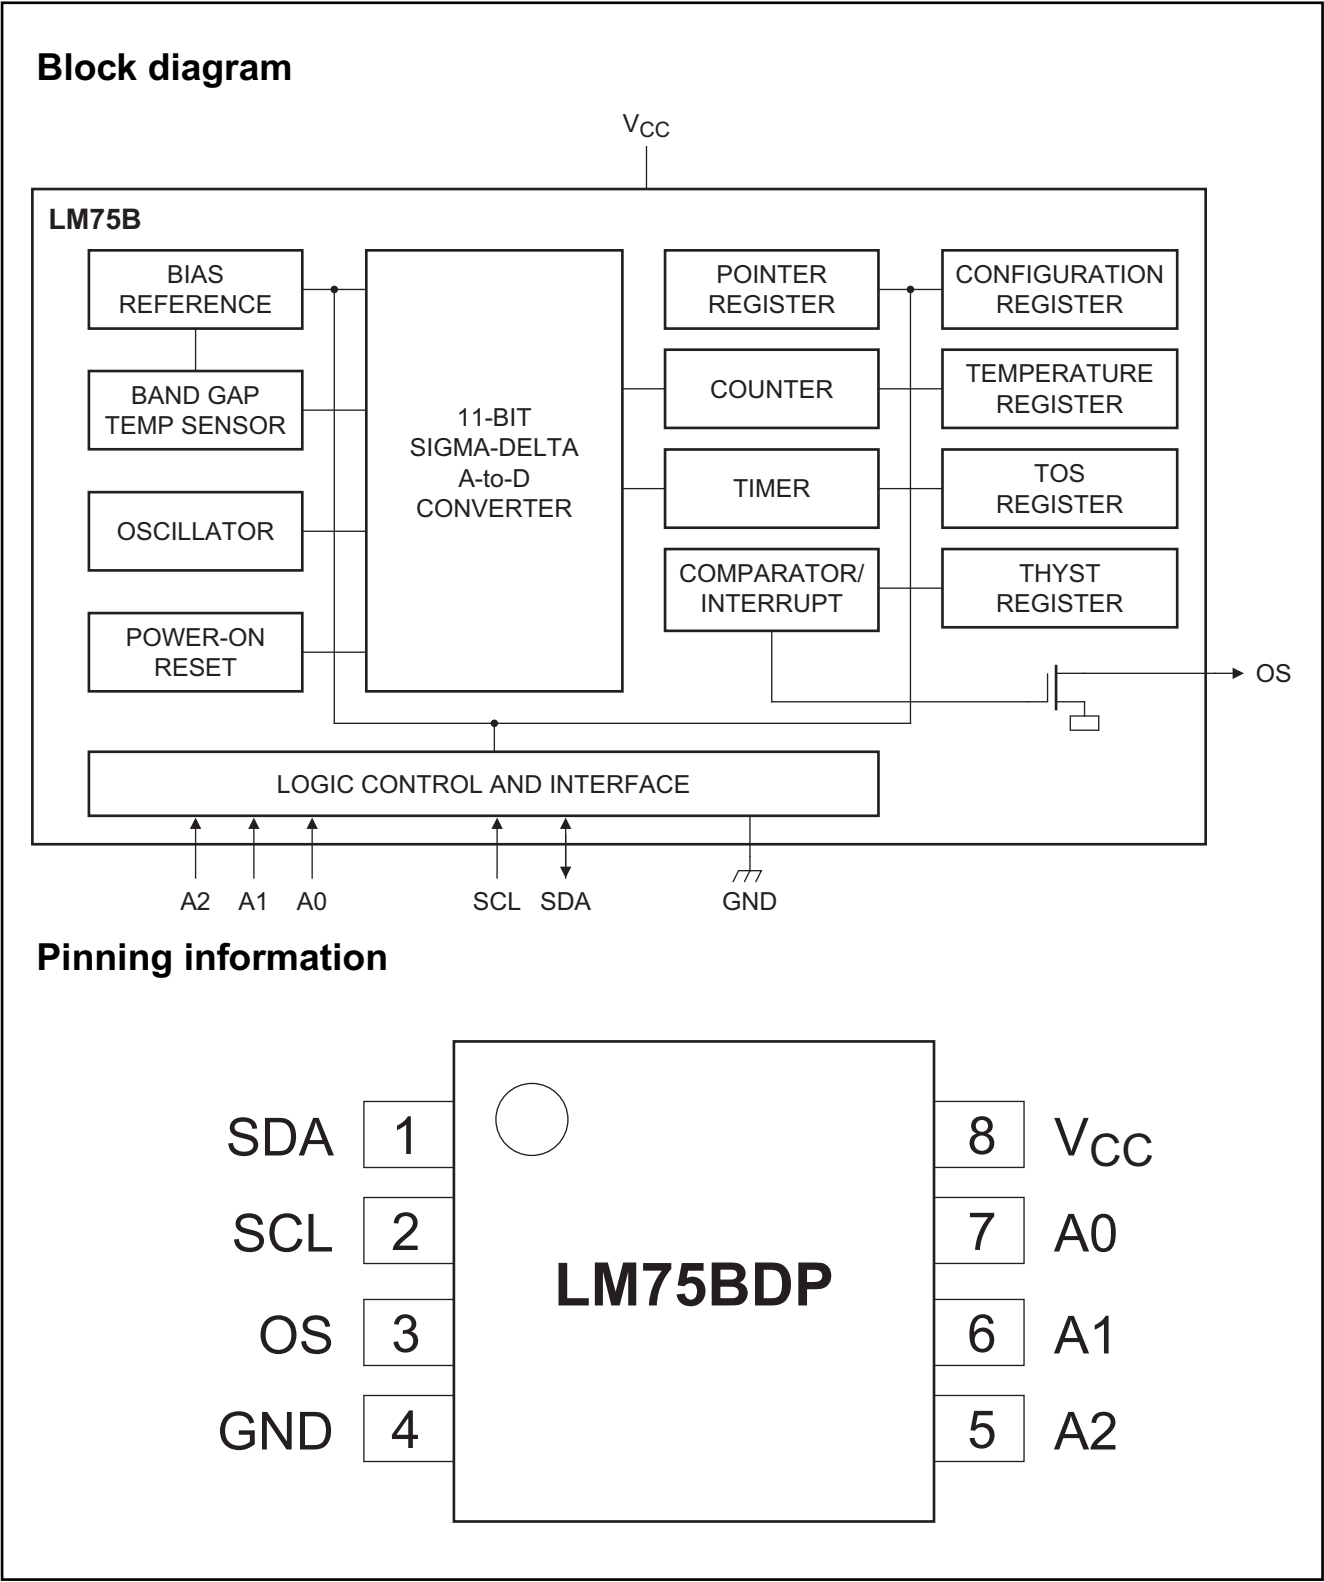 Block diagram
VCC
LM75B
BIAS
REFERENCE
BAND GAP
TEMP SENSOR
OSCILLATOR
POWER-ON
RESET
11-BIT
SIGMA-DELTA
A-to-D
CONVERTER
POINTER
REGISTER
COUNTER
TIMER
COMPARATOR/
INTERRUPT
CONFIGURATION
REGISTER
TEMPERATURE
REGISTER
TOS
REGISTER
THYST
REGISTER
OS
LOGIC CONTROL AND INTERFACE
A2 A1 A0 SCL SDA GND
Pinning information
SDA 1
SCL 2
OS 3
GND 4
LM75BDP
8 VCC
7 A0
6 A1
5 A2